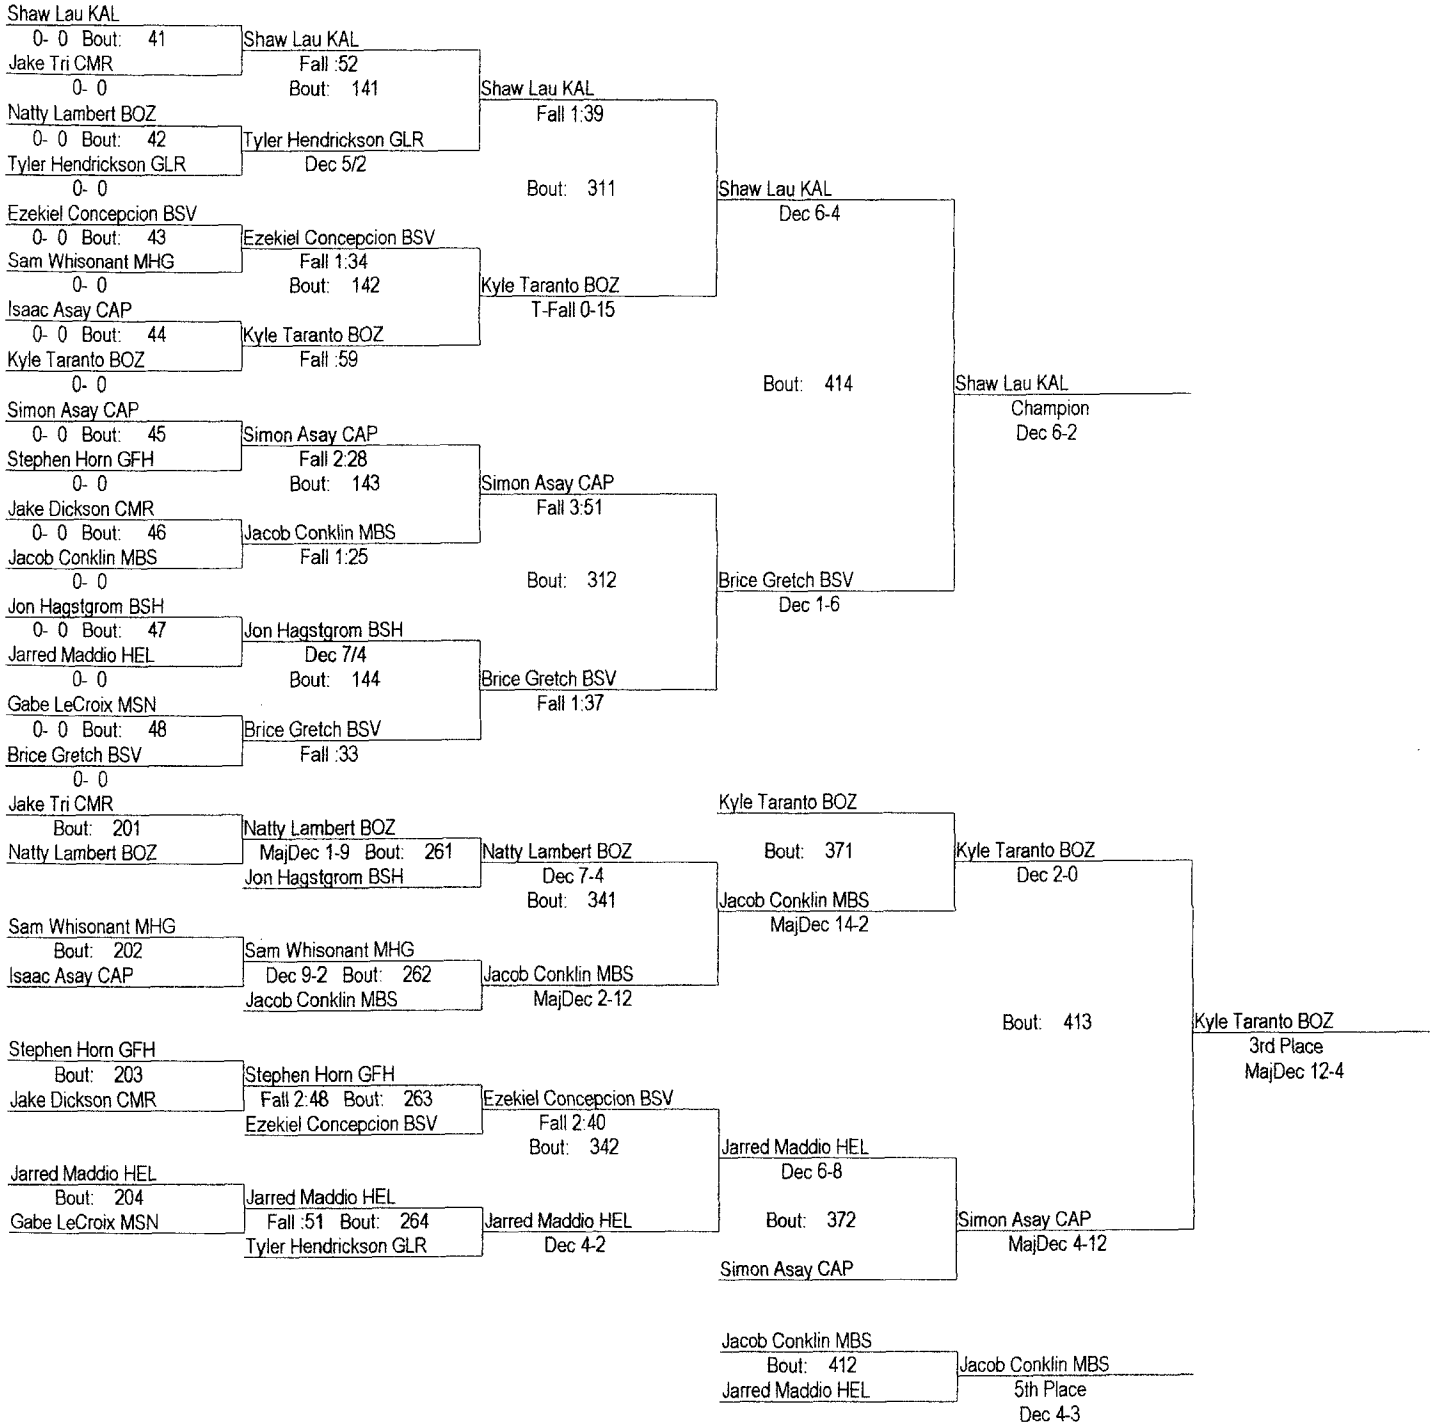 Shaw Lau KAL
0- 0 Bout: 41
Jake Tri CMR
0- 0
Natty Lambert BOZ
0- 0 Bout: 42
Tyler Hendrickson GLR
0- 0
Ezekiel Concepcion BSV
0- 0 Bout: 43
Sam Whisonant MHG
0- 0
Isaac Asay CAP
0- 0 Bout: 44
Kyle Taranto BOZ
0- 0
Simon Asay CAP
0- 0 Bout: 45
Stephen Horn GFH
0- 0
Jake Dickson CMR
0- 0 Bout: 46
Jacob Conklin MBS
0- 0
Jon Hagstgrom BSH
0- 0 Bout: 47
Jarred Maddio HEL
0- 0
Gabe LeCroix MSN
0- 0 Bout: 48
Brice Gretch BSV
0- 0
Shaw Lau KAL
Fall :52
Bout: 141
Tyler Hendrickson GLR
Dec 5/2
Ezekiel Concepcion BSV
Fall 1:34
Bout: 142
Kyle Taranto BOZ
Fall :59
Simon Asay CAP
Fall 2:28
Bout: 143
Jacob Conklin MBS
Fall 1:25
Jon Hagstgrom BSH
Dec 7/4
Bout: 144
Brice Gretch BSV
Fall :33
Shaw Lau KAL
Fall 1:39
Bout: 311
Kyle Taranto BOZ
T-Fall 0-15
Simon Asay CAP
Fall 3:51
Bout: 312
Brice Gretch BSV
Fall 1:37
Shaw Lau KAL
Dec 6-4
Bout: 414
Brice Gretch BSV
Dec 1-6
Shaw Lau KAL
Champion
Dec 6-2
Jake Tri CMR
Bout: 201
Natty Lambert BOZ
Sam Whisonant MHG
Bout: 202
Isaac Asay CAP
Stephen Horn GFH
Bout: 203
Jake Dickson CMR
Jarred Maddio HEL
Bout: 204
Gabe LeCroix MSN
Natty Lambert BOZ
MajDec 1-9 Bout: 261
Jon Hagstgrom BSH
Sam Whisonant MHG
Dec 9-2 Bout: 262
Jacob Conklin MBS
Stephen Horn GFH
Fall 2:48 Bout: 263
Ezekiel Concepcion BSV
Jarred Maddio HEL
Fall :51 Bout: 264
Tyler Hendrickson GLR
Natty Lambert BOZ
Dec 7-4
Bout: 341
Jacob Conklin MBS
MajDec 2-12
Ezekiel Concepcion BSV
Fall 2:40
Bout: 342
Jarred Maddio HEL
Dec 4-2
Kyle Taranto BOZ
Bout: 371
Jacob Conklin MBS
MajDec 14-2
Jarred Maddio HEL
Dec 6-8
Bout: 372
Simon Asay CAP
Kyle Taranto BOZ
Dec 2-0
Bout: 413
Simon Asay CAP
MajDec 4-12
Kyle Taranto BOZ
3rd Place
MajDec 12-4
Jacob Conklin MBS
Bout: 412
Jarred Maddio HEL
Jacob Conklin MBS
5th Place
Dec 4-3